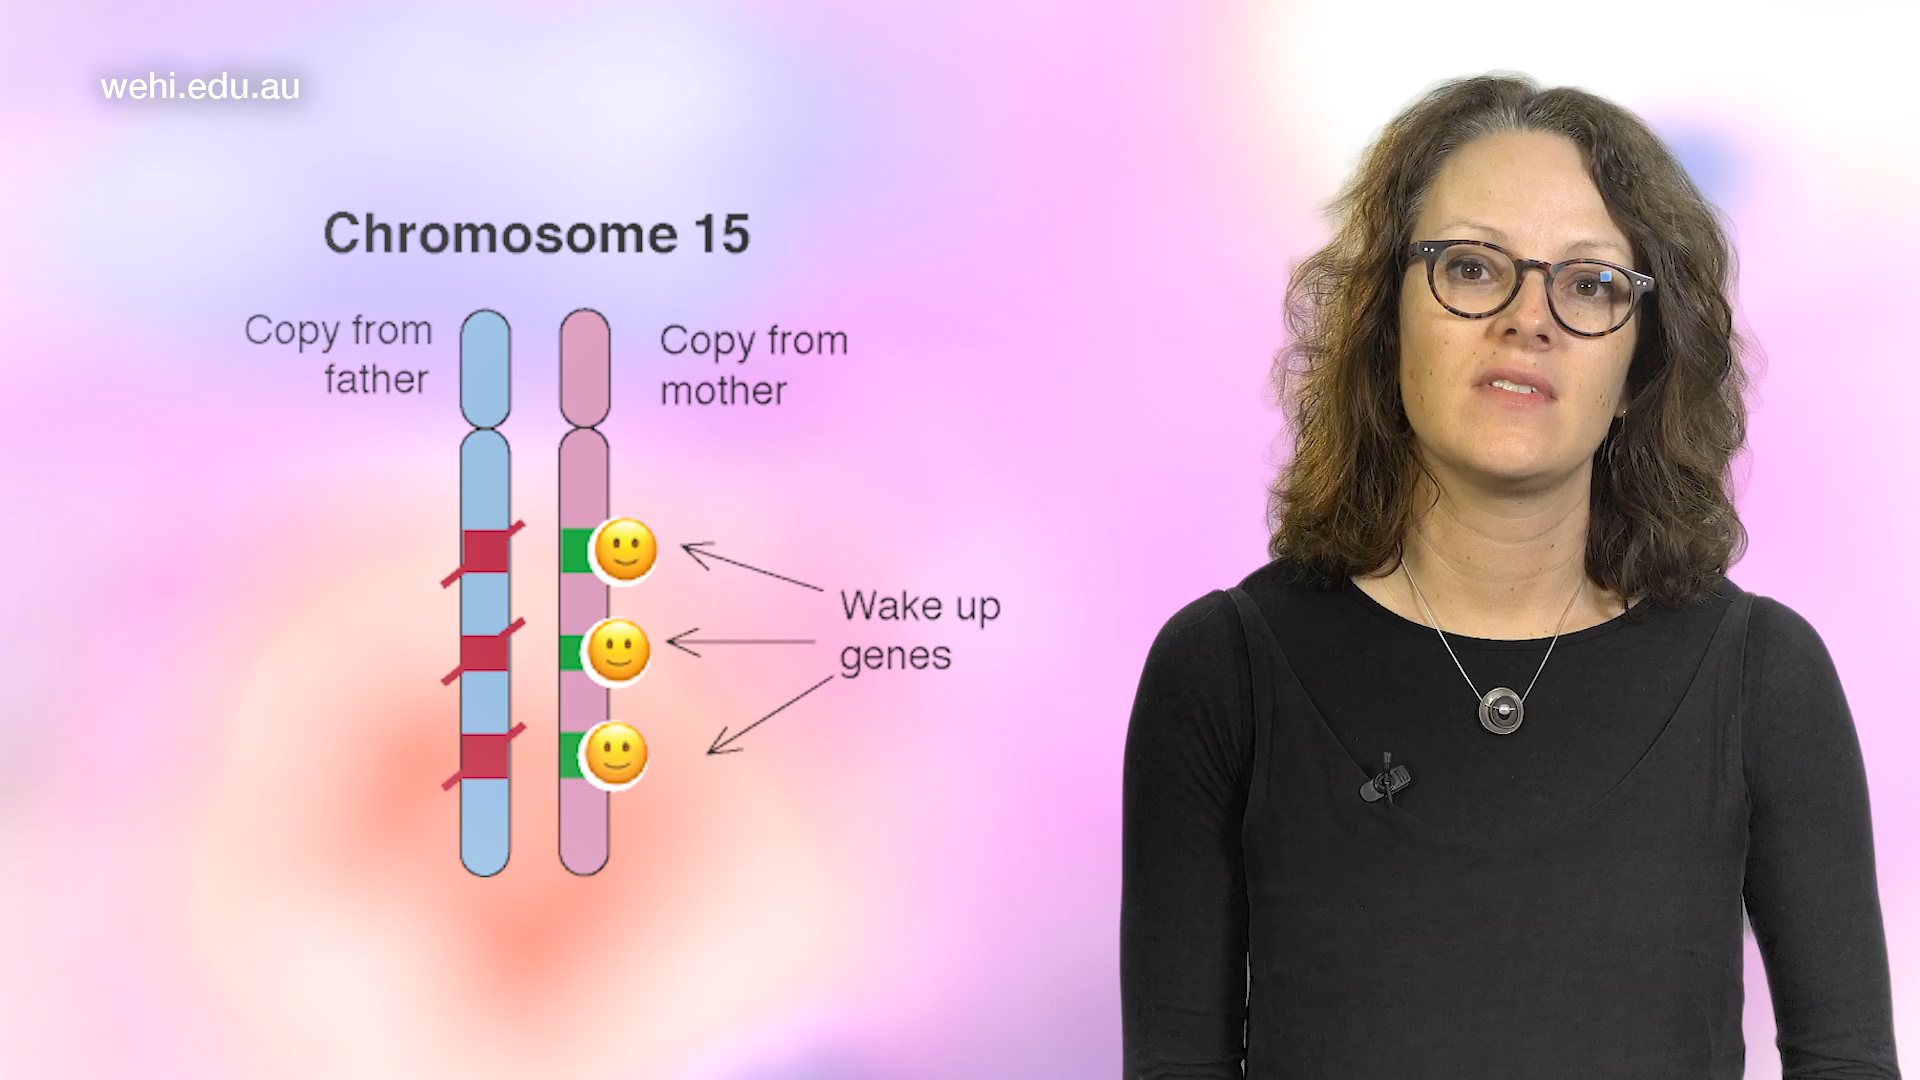 wehi.edu.au
Chromosome 15
Copy from
father
Copy from
mother
Wake up
genes